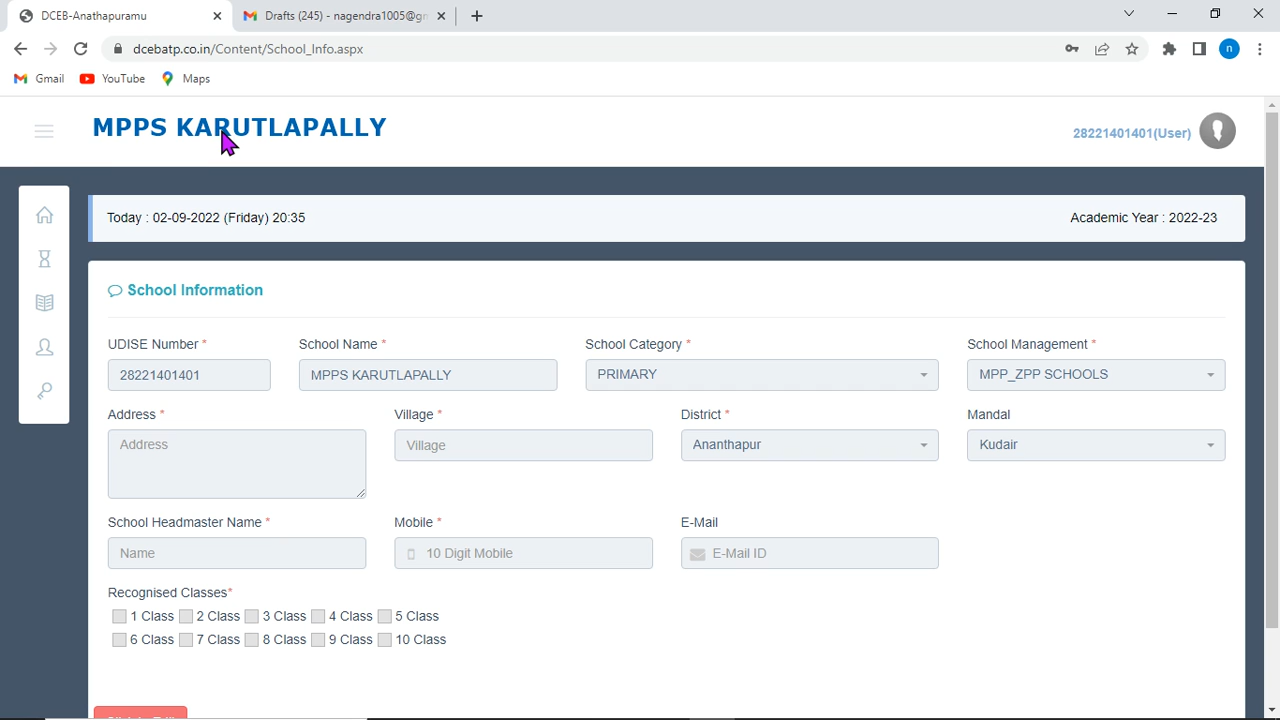 DCEB-Anathapuramu
Drafts (245) - nagendra1005@gm
dcebatp.co.in/Content/School_Info.aspx
n
Gmail YouTube Maps
MPPS KARUTLAPALLY
28221401401(User)
Today : 02-09-2022 (Friday) 20:35 Academic Year : 2022-23
School Information
UDISE Number * School Name * School Category * School Management *
28221401401 MPPS KARUTLAPALLY PRIMARY MPP_ZPP SCHOOLS
Address * Village * District * Mandal
Address Village Ananthapur Kudair
School Headmaster Name * Mobile * E-Mail
Name 10 Digit Mobile E-Mail ID
Recognised Classes*
1 Class 2 Class 3 Class 4 Class 5 Class
6 Class 7 Class 8 Class 9 Class 10 Class